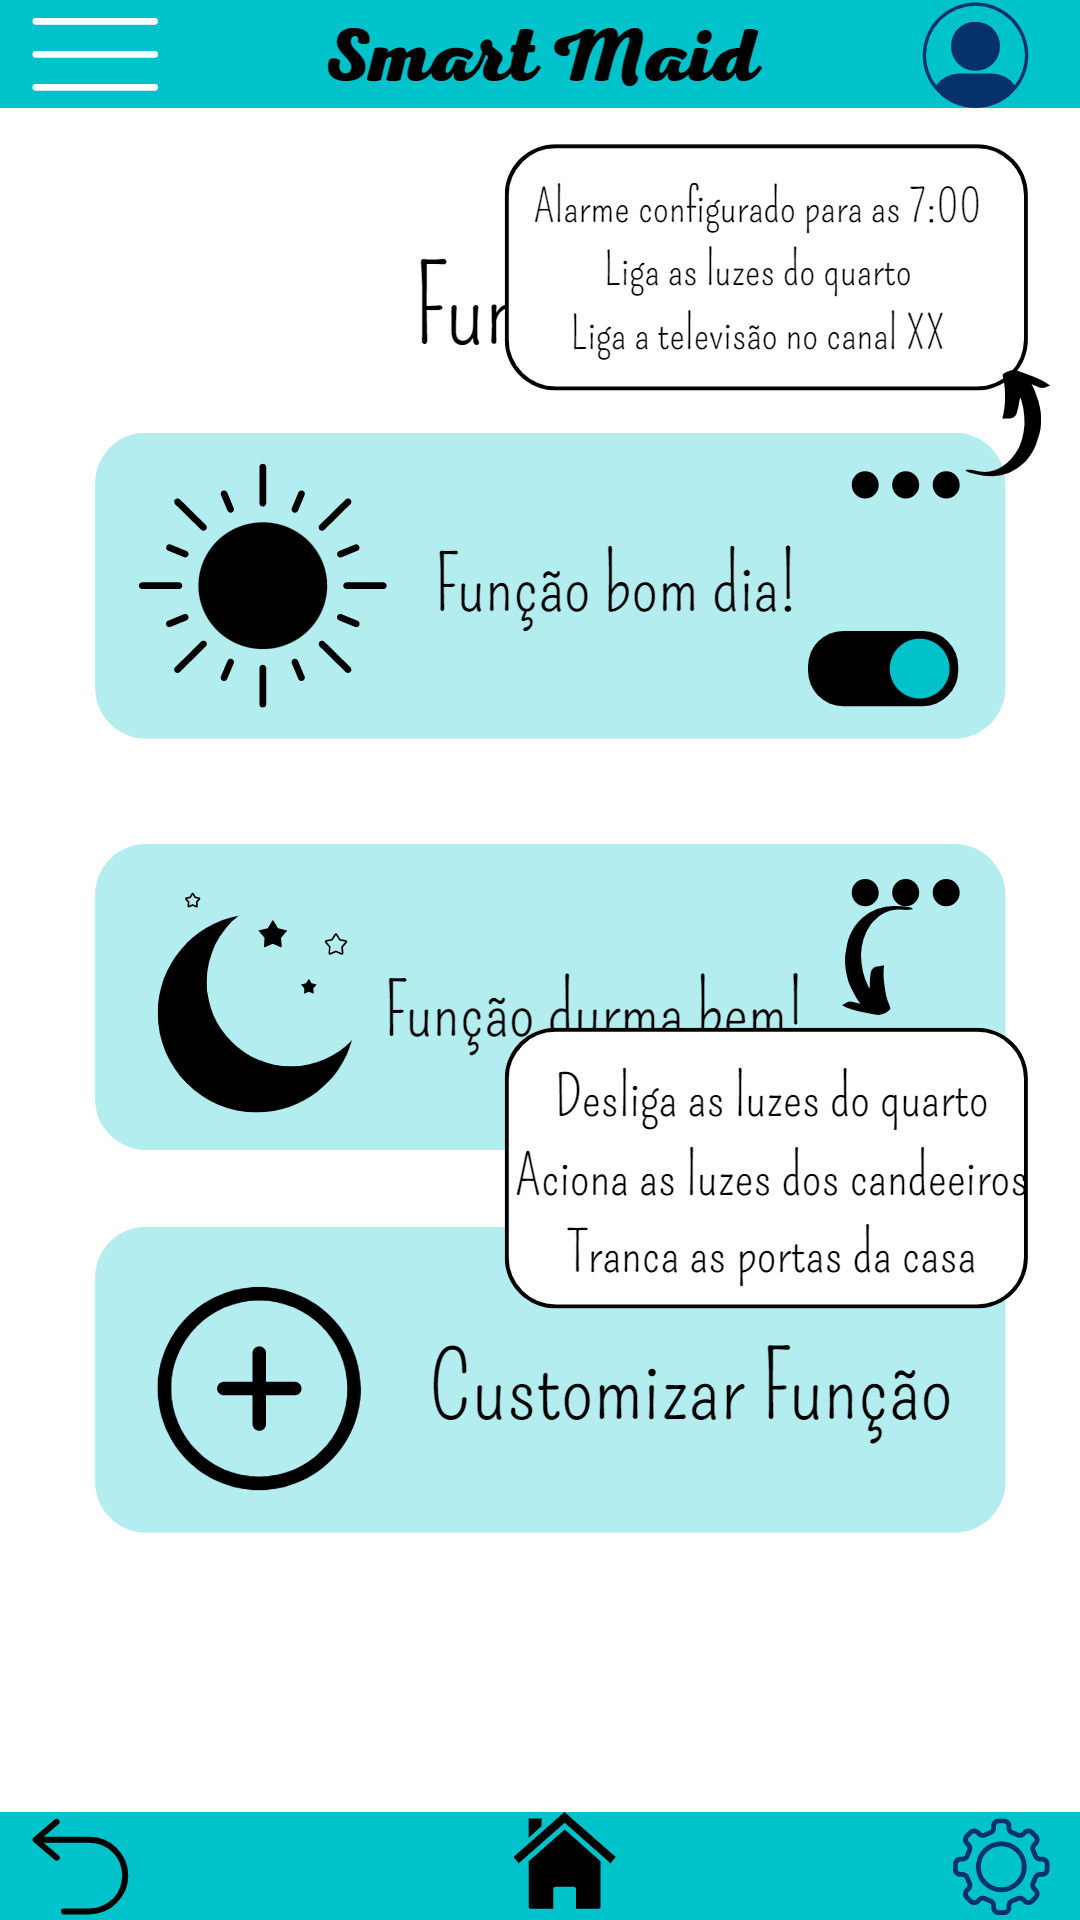 Smart Maid
Alarme configurado para as 7:00
Liga as luzes do quarto
Liga a televisão no canal XX
Função bom dia!
Função durma bem!
Desliga as luzes do quarto
Aciona as luzes dos candeeiros
Tranca as portas da casa
Customizar Função